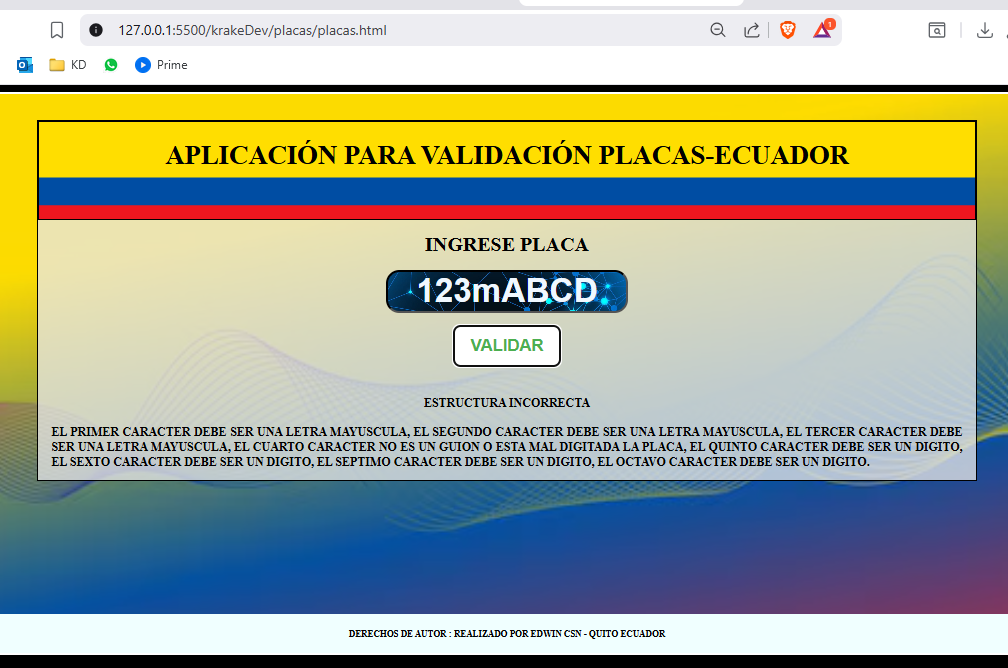 127.0.0.1:5500/krakeDev/placas/placas.html
1
KD
Prime
APLICACIÓN PARA VALIDACIÓN PLACAS-ECUADOR
INGRESE PLACA
123mABCD
VALIDAR
ESTRUCTURA INCORRECTA
EL PRIMER CARACTER DEBE SER UNA LETRA MAYUSCULA, EL SEGUNDO CARACTER DEBE SER UNA LETRA MAYUSCULA, EL TERCER CARACTER DEBE
SER UNA LETRA MAYUSCULA, EL CUARTO CARACTER NO ES UN GUION O ESTA MAL DIGITADA LA PLACA, EL QUINTO CARACTER DEBE SER UN DIGITO,
EL SEXTO CARACTER DEBE SER UN DIGITO, EL SEPTIMO CARACTER DEBE SER UN DIGITO, EL OCTAVO CARACTER DEBE SER UN DIGITO.
DERECHOS DE AUTOR : REALIZADO POR EDWIN CSN - QUITO ECUADOR